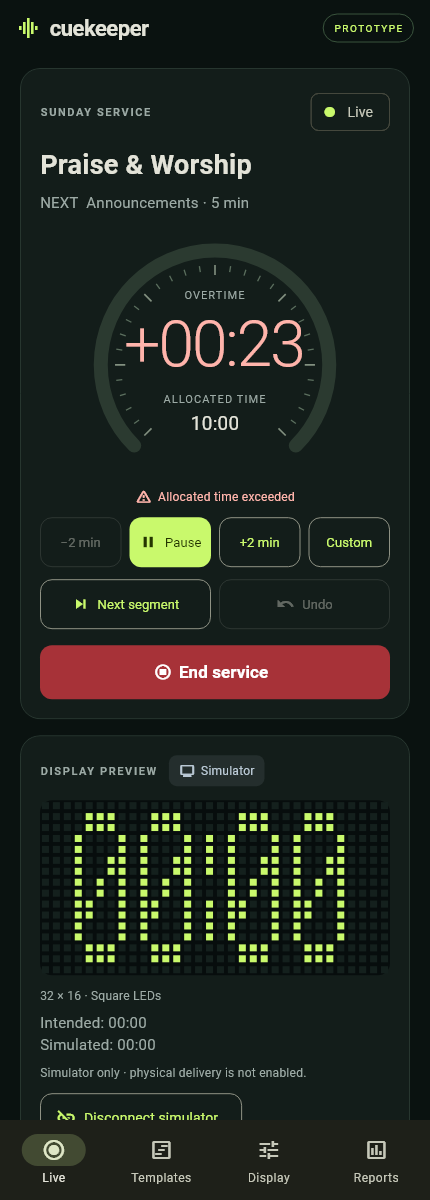 cuekeeper
PROTOTYPE
SUNDAY SERVICE
Live
Praise & Worship
NEXT Announcements · 5 min
OVERTIME
+00:23
ALLOCATED TIME
10:00
Allocated time exceeded
−2 min
Pause
+2 min
Custom
Next segment
Undo
End service
DISPLAY PREVIEW
Simulator
00:00
32 × 16 · Square LEDs
Intended: 00:00
Simulated: 00:00
Simulator only · physical delivery is not enabled.
Disconnect simulator
Live
Templates
Display
Reports